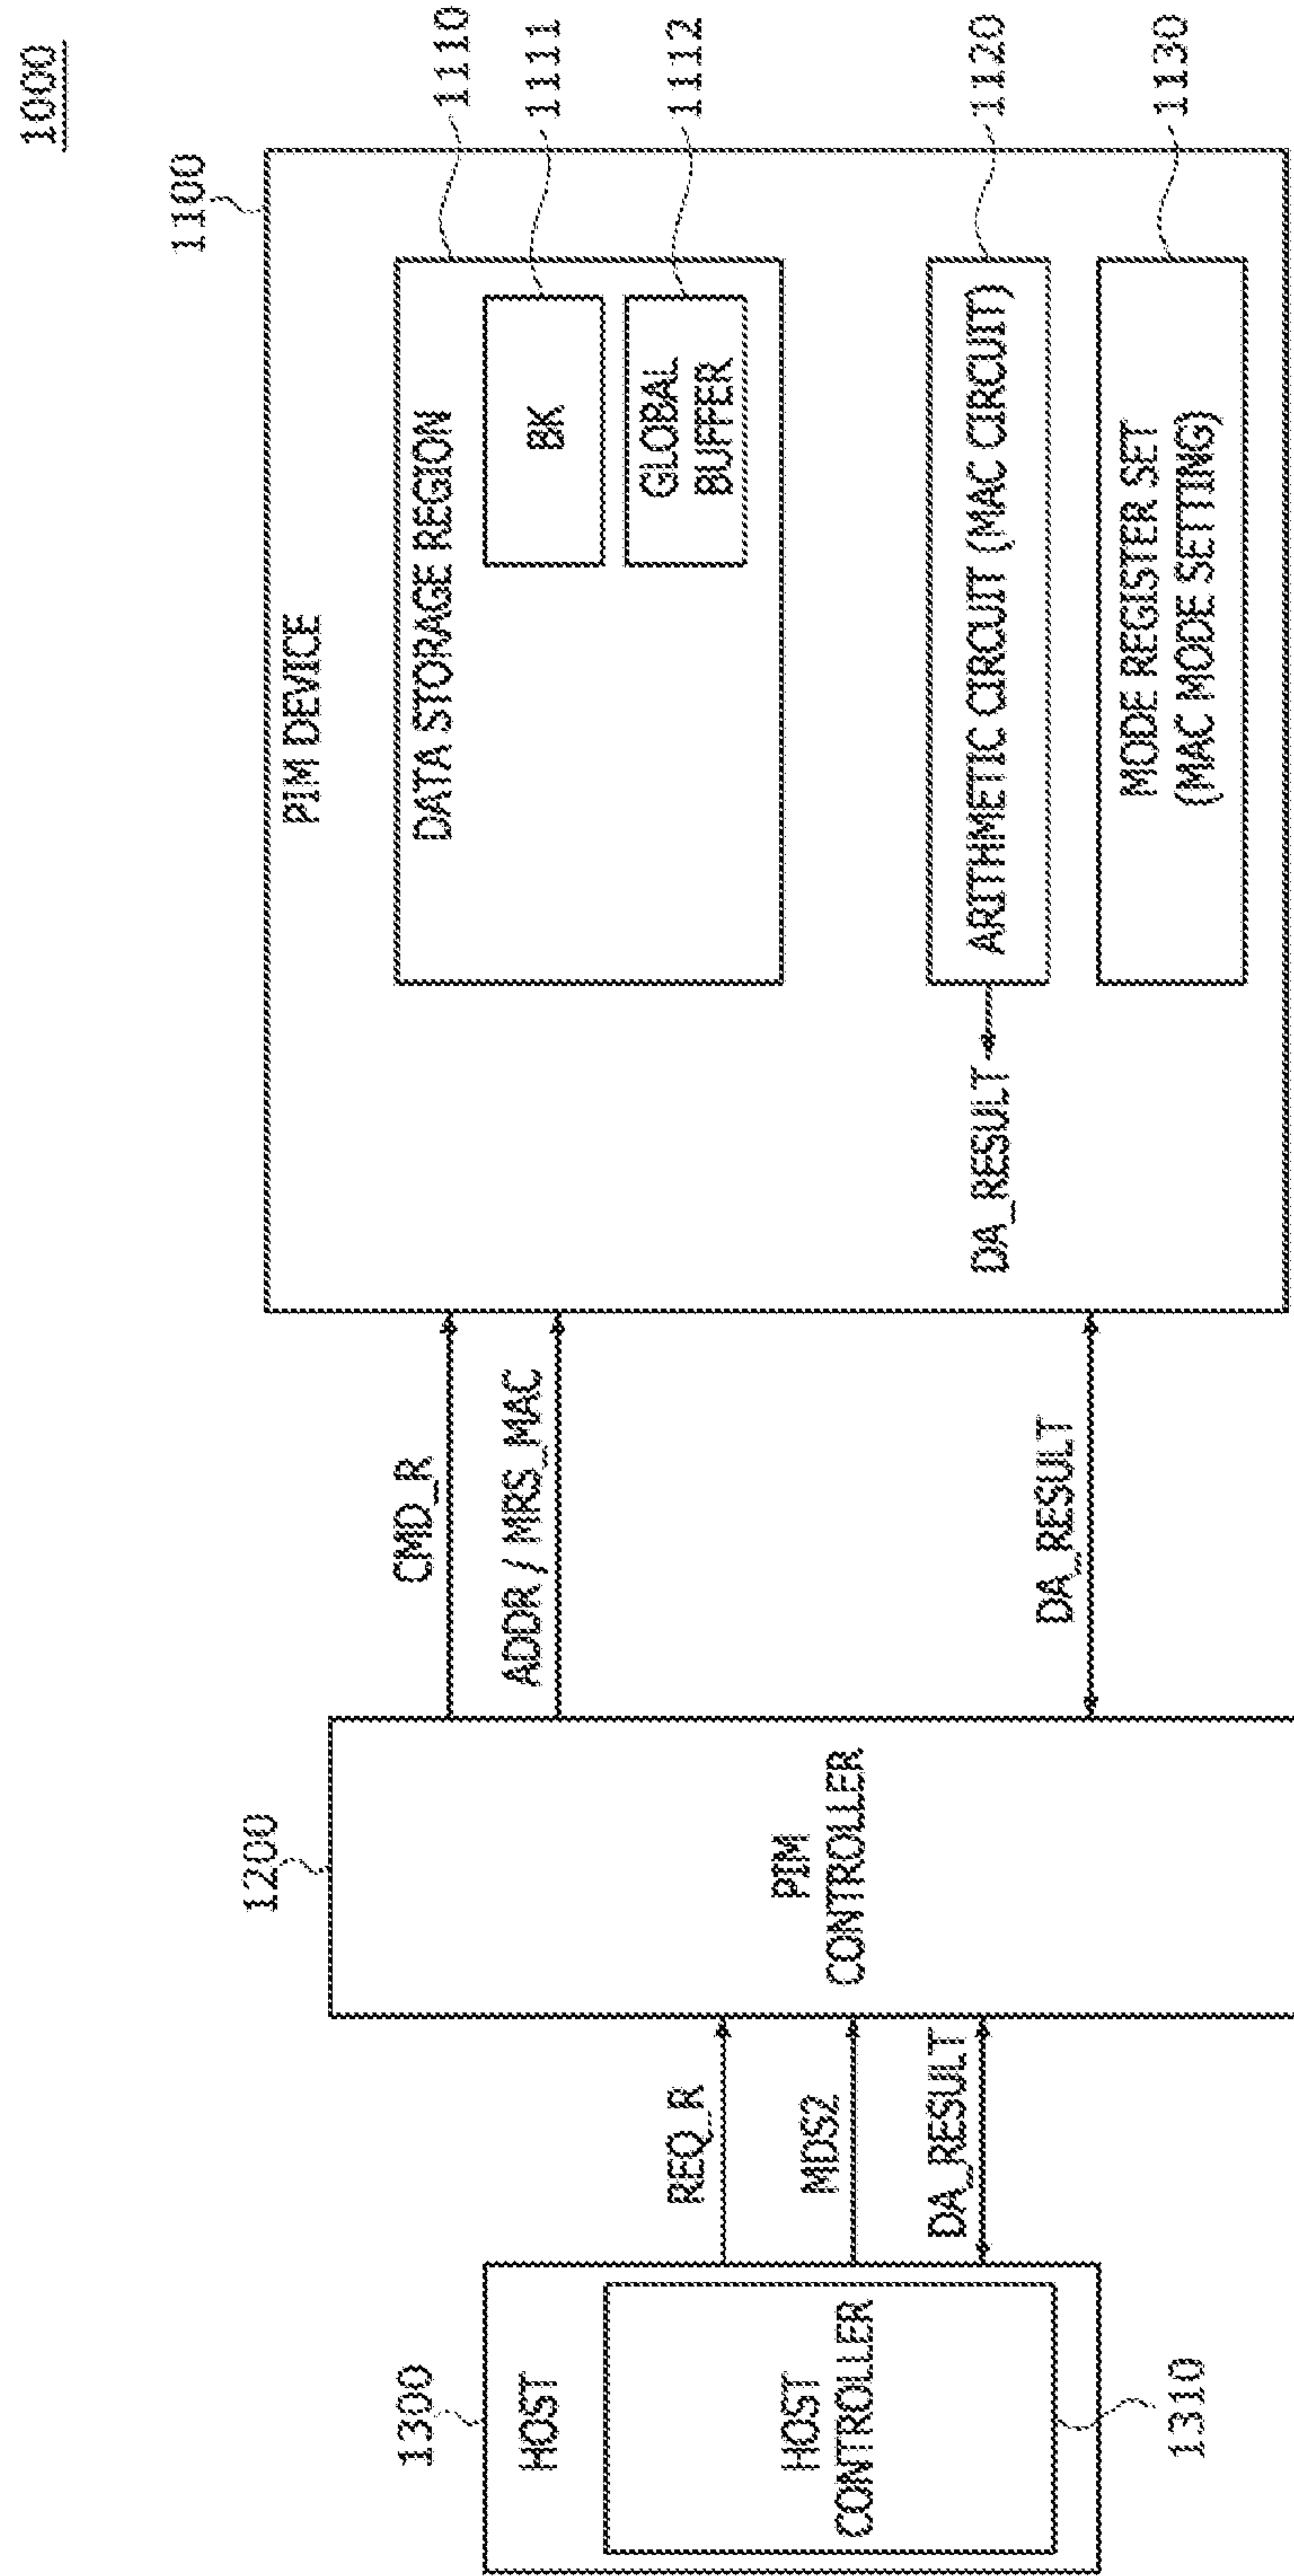 1000
1100
PIM DEVICE
DATA STORAGE REGION
1110
BK
1111
GLOBAL
BUFFER
1112
ARITHMETIC CIRCUIT (MAC CIRCUIT)
1120
DA_RESULT
MODE REGISTER SET
(MAC MODE SETTING)
1130
CMD_R
ADDR / MRS_MAC
DA_RESULT
1200
PIM
CONTROLLER
REQ_R
MDS2
DA_RESULT
1300
HOST
HOST
CONTROLLER
1310